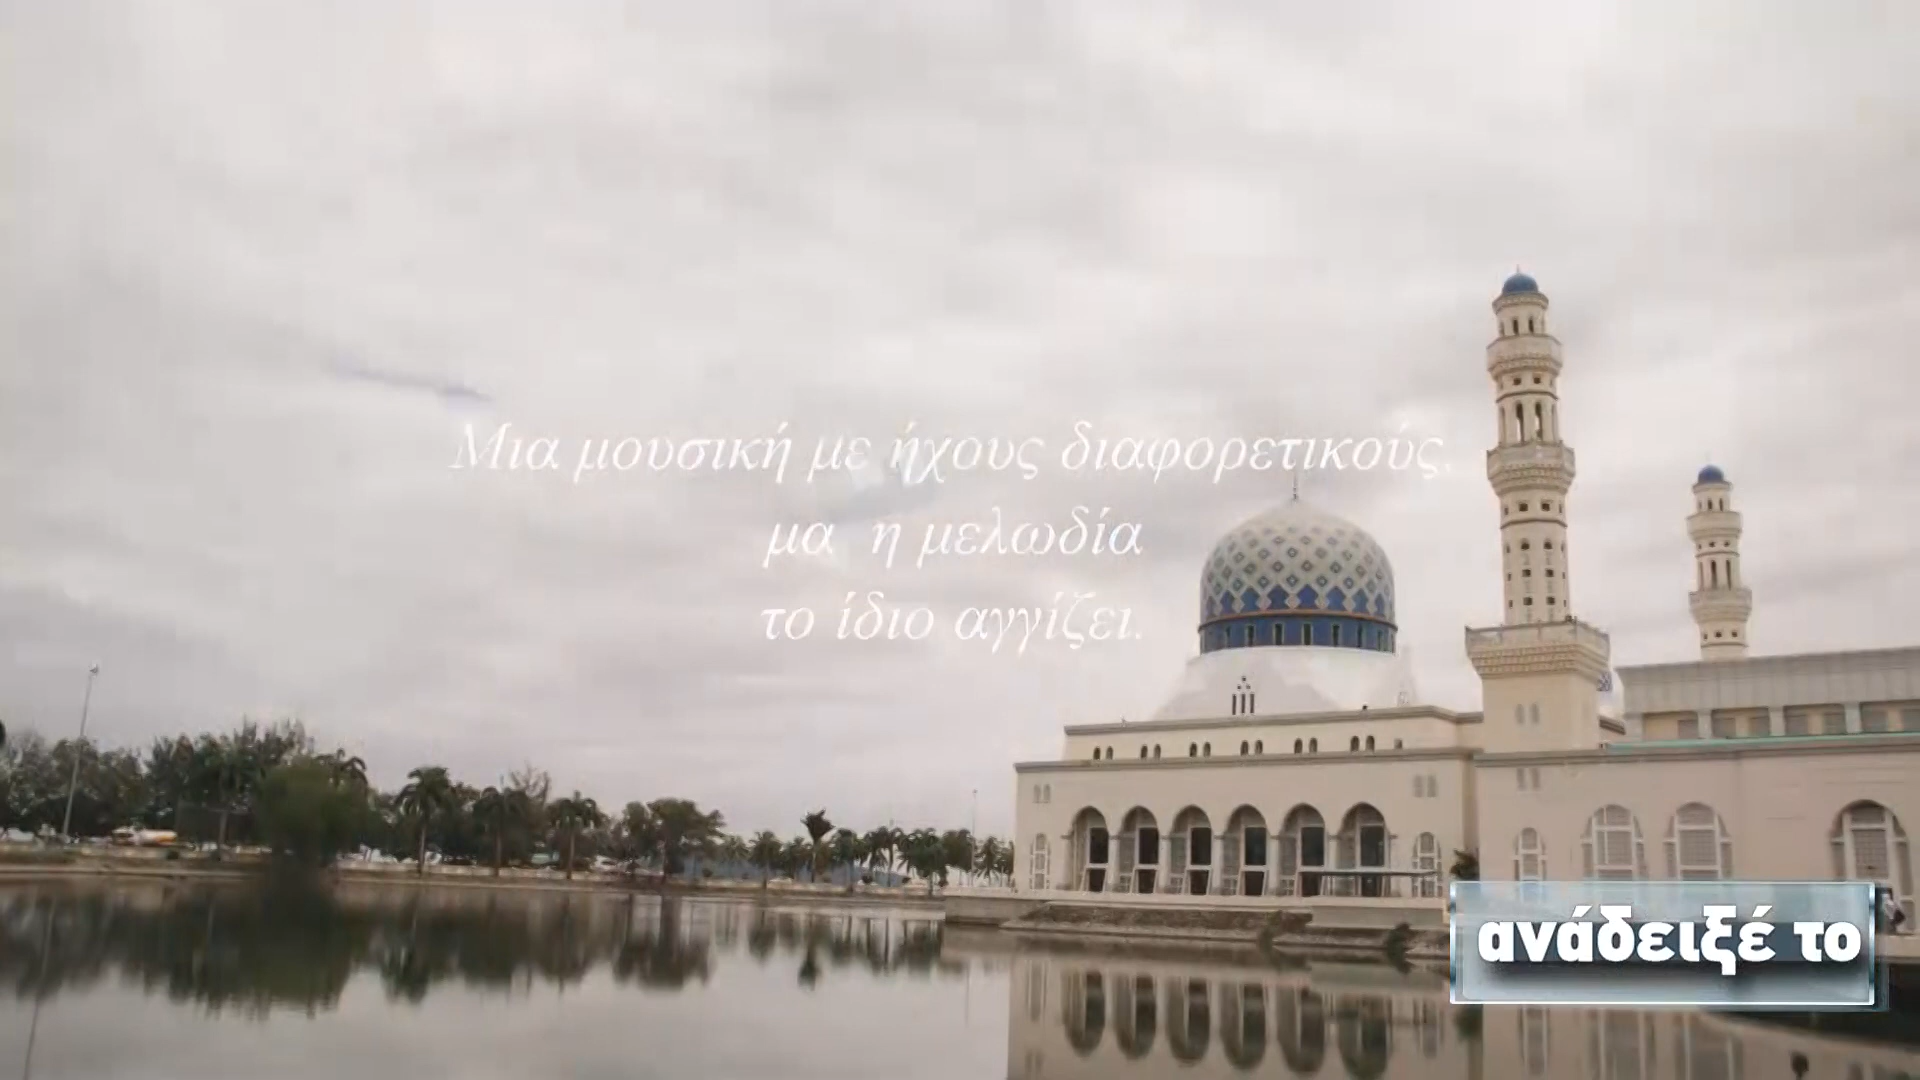 Μια μουσική με ήχους διαφορετικούς,
μα η μελωδία
το ίδιο αγγίζει.
ανάδειξέ το